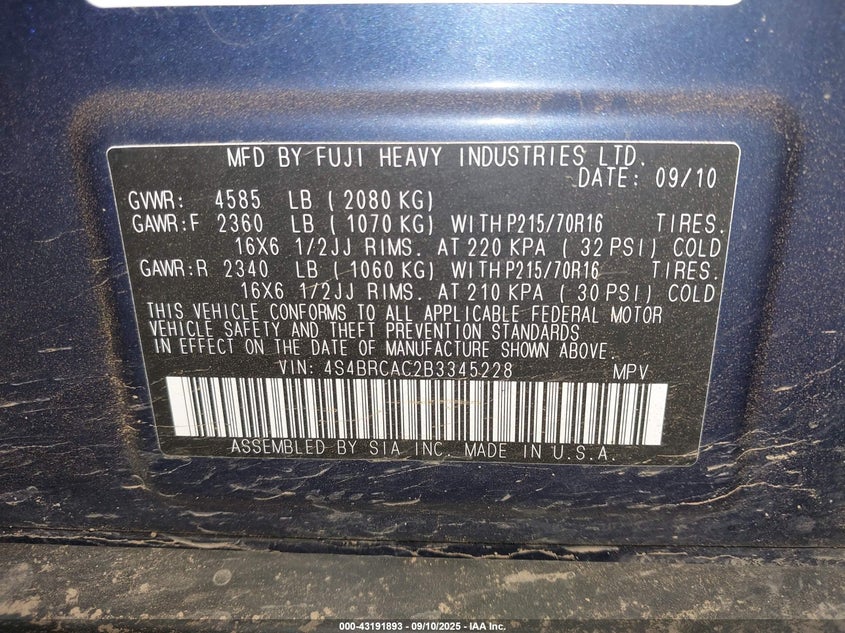 MFD BY FUJI HEAVY INDUSTRIES LTD.
DATE: 09/10
GVWR: 4585 LB ( 2080 KG)
GAWR:F 2360 LB ( 1070 KG) WITH P215/70R16 TIRES.
16X6 1/2JJ RIMS. AT 220 KPA ( 32 PSI) COLD
GAWR:R 2340 LB ( 1060 KG) WITH P215/70R16 TIRES.
16X6 1/2JJ RIMS. AT 210 KPA ( 30 PSI) COLD
THIS VEHICLE CONFORMS TO ALL APPLICABLE FEDERAL MOTOR
VEHICLE SAFETY AND THEFT PREVENTION STANDARDS
IN EFFECT ON THE DATE OF MANUFACTURE SHOWN ABOVE.
VIN: 4S4BRCAC2B3345228 MPV
ASSEMBLED BY SIA INC. MADE IN U.S.A.
000-43191893 — 09/10/2025 — IAA Inc.